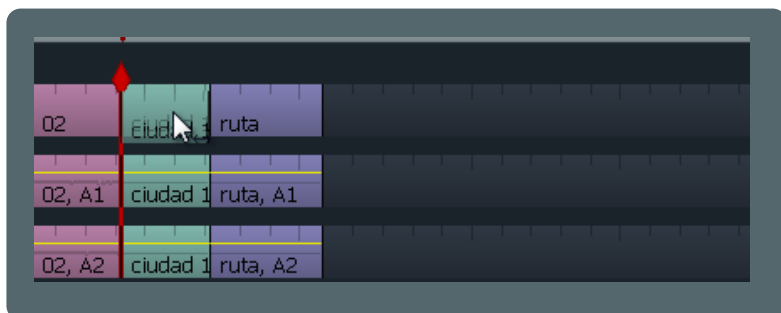 02 ruta
02, A1 ciudad 1 ruta, A1
02, A2 ciudad 1 ruta, A2